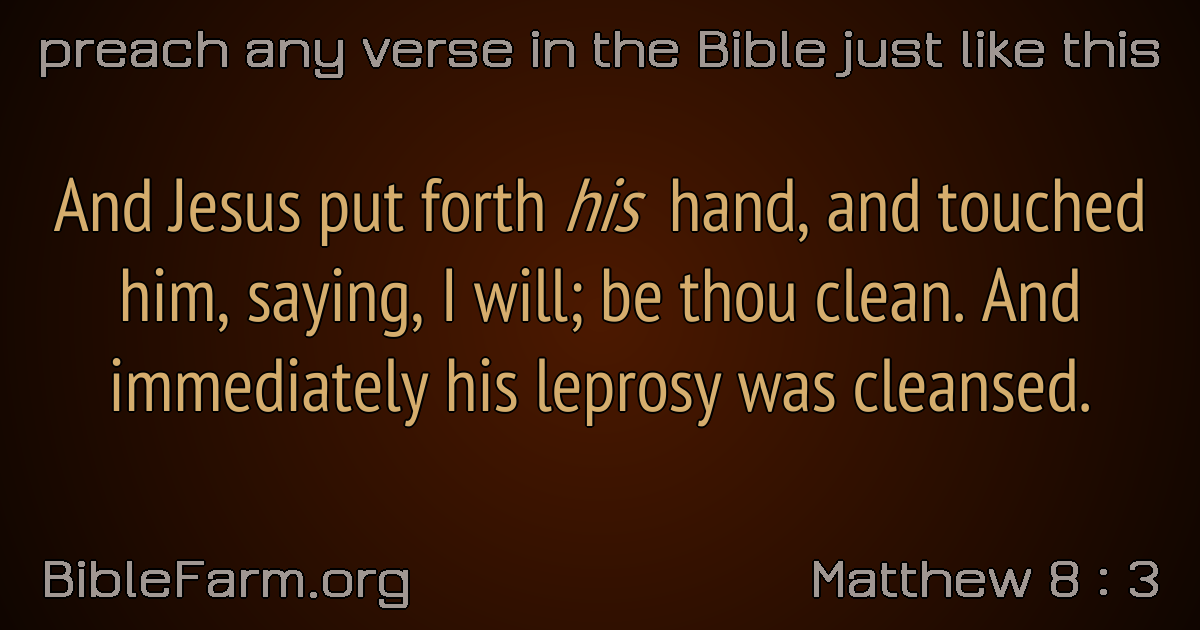 preach any verse in the Bible just like this
And Jesus put forth his hand, and touched
him, saying, I will; be thou clean. And
immediately his leprosy was cleansed.
BibleFarm.org
Matthew 8 : 3